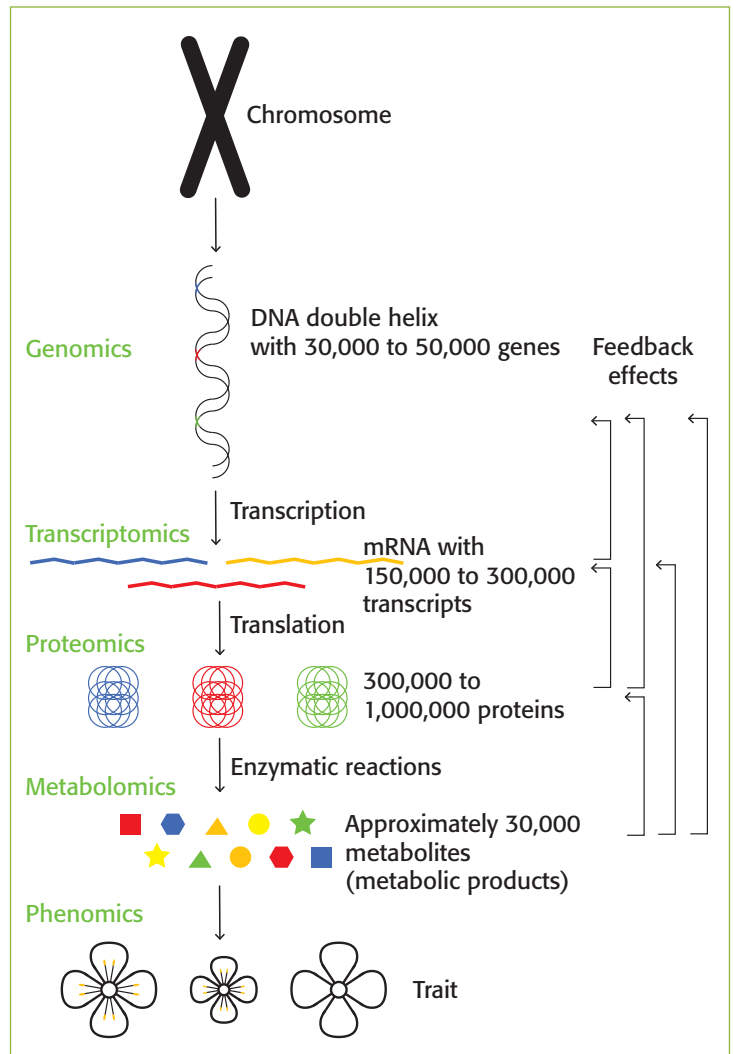 Chromosome
Genomics
DNA double helix
with 30,000 to 50,000 genes
Feedback
effects
Transcription
Transcriptomics
mRNA with
150,000 to 300,000
transcripts
Translation
Proteomics
300,000 to
1,000,000 proteins
Enzymatic reactions
Metabolomics
Approximately 30,000
metabolites
(metabolic products)
Phenomics
Trait